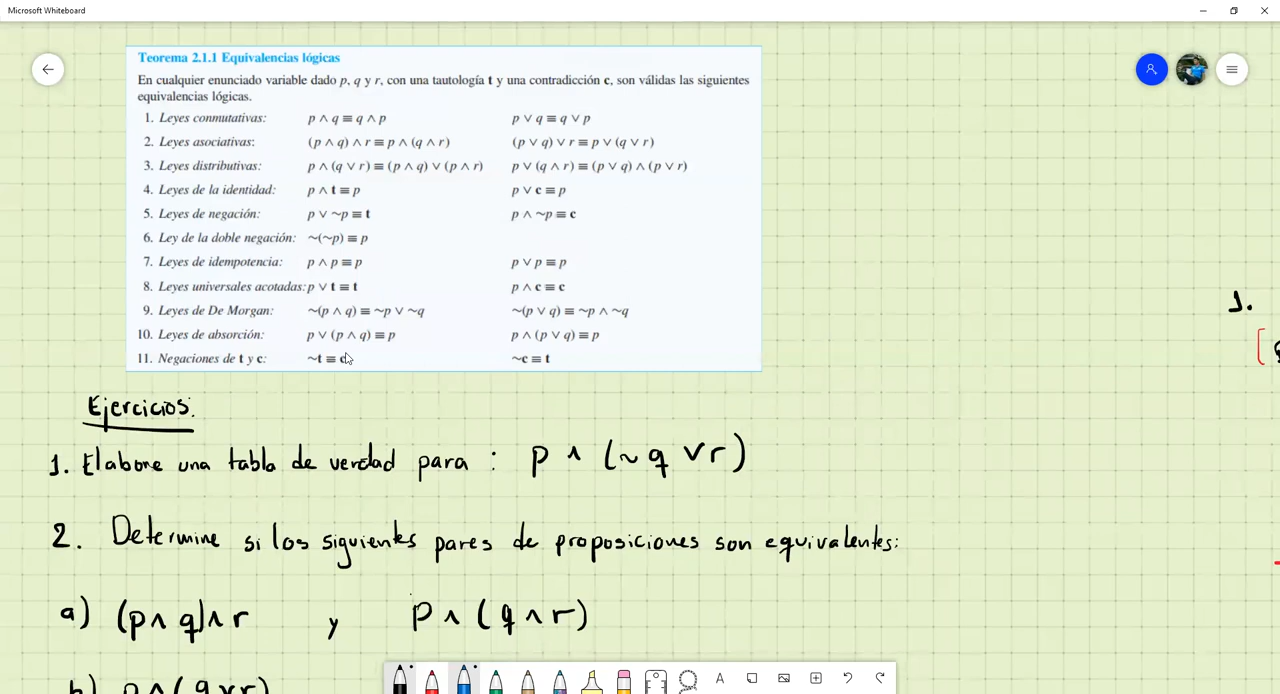 Microsoft Whiteboard
Teorema 2.1.1 Equivalencias lógicas
En cualquier enunciado variable dado p, q y r, con una tautología t y una contradicción c, son válidas las siguientes
equivalencias lógicas.
1. Leyes conmutativas: p ∧ q ≡ q ∧ p p ∨ q ≡ q ∨ p
2. Leyes asociativas: (p ∧ q) ∧ r ≡ p ∧ (q ∧ r) (p ∨ q) ∨ r ≡ p ∨ (q ∨ r)
3. Leyes distributivas: p ∧ (q ∨ r) ≡ (p ∧ q) ∨ (p ∧ r) p ∨ (q ∧ r) ≡ (p ∨ q) ∧ (p ∨ r)
4. Leyes de la identidad: p ∧ t ≡ p p ∨ c ≡ p
5. Leyes de negación: p ∨ ~p ≡ t p ∧ ~p ≡ c
6. Ley de la doble negación: ~(~p) ≡ p
7. Leyes de idempotencia: p ∧ p ≡ p p ∨ p ≡ p
8. Leyes universales acotadas: p ∨ t ≡ t p ∧ c ≡ c
9. Leyes de De Morgan: ~(p ∧ q) ≡ ~p ∨ ~q ~(p ∨ q) ≡ ~p ∧ ~q
10. Leyes de absorción: p ∨ (p ∧ q) ≡ p p ∧ (p ∨ q) ≡ p
11. Negaciones de t y c: ~t ≡ c ~c ≡ t
1.
Ejercicios.
1. Elabore una tabla de verdad para : p ∧ (~q ∨ r)
2. Determine si los siguientes pares de proposiciones son equivalentes:
a) (p ∧ q) ∧ r y p ∧ (q ∧ r)
b) p ∧ (q ∨ r)